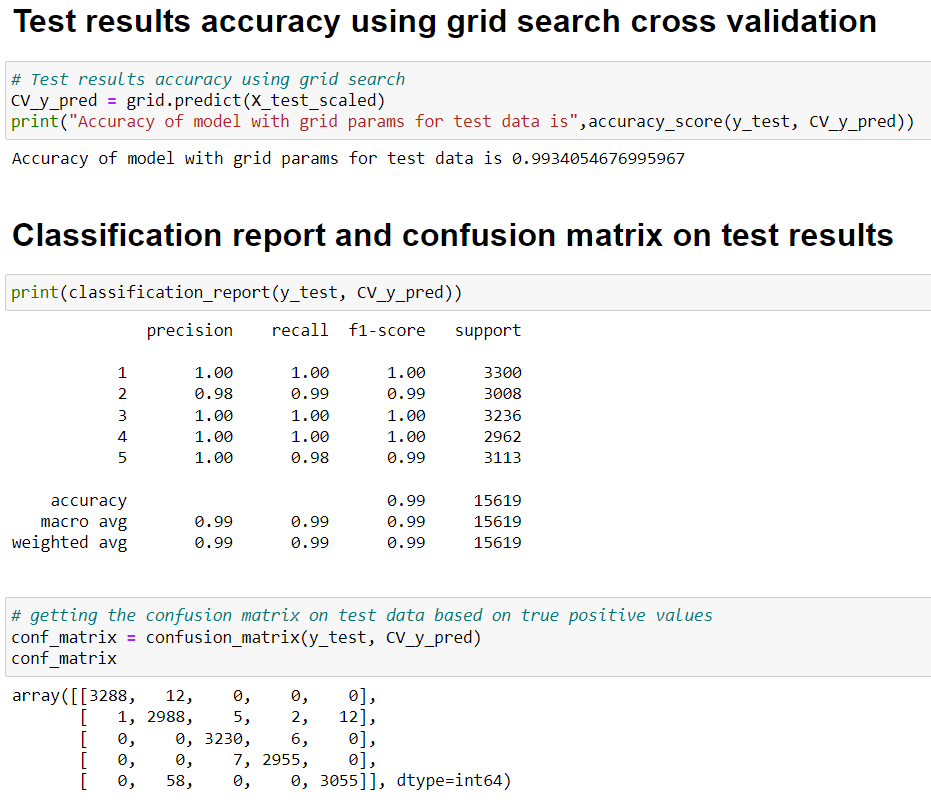 Test results accuracy using grid search cross validation
# Test results accuracy using grid search
CV_y_pred = grid.predict(X_test_scaled)
print("Accuracy of model with grid params for test data is",accuracy_score(y_test, CV_y_pred))
Accuracy of model with grid params for test data is 0.9934054676995967
Classification report and confusion matrix on test results
print(classification_report(y_test, CV_y_pred))
precision recall f1-score support
1 1.00 1.00 1.00 3300
2 0.98 0.99 0.99 3008
3 1.00 1.00 1.00 3236
4 1.00 1.00 1.00 2962
5 1.00 0.98 0.99 3113
accuracy 0.99 15619
macro avg 0.99 0.99 0.99 15619
weighted avg 0.99 0.99 0.99 15619
# getting the confusion matrix on test data based on true positive values
conf_matrix = confusion_matrix(y_test, CV_y_pred)
conf_matrix
array([[3288, 12, 0, 0, 0],
[ 1, 2988, 5, 2, 12],
[ 0, 0, 3230, 6, 0],
[ 0, 0, 7, 2955, 0],
[ 0, 58, 0, 0, 3055]], dtype=int64)